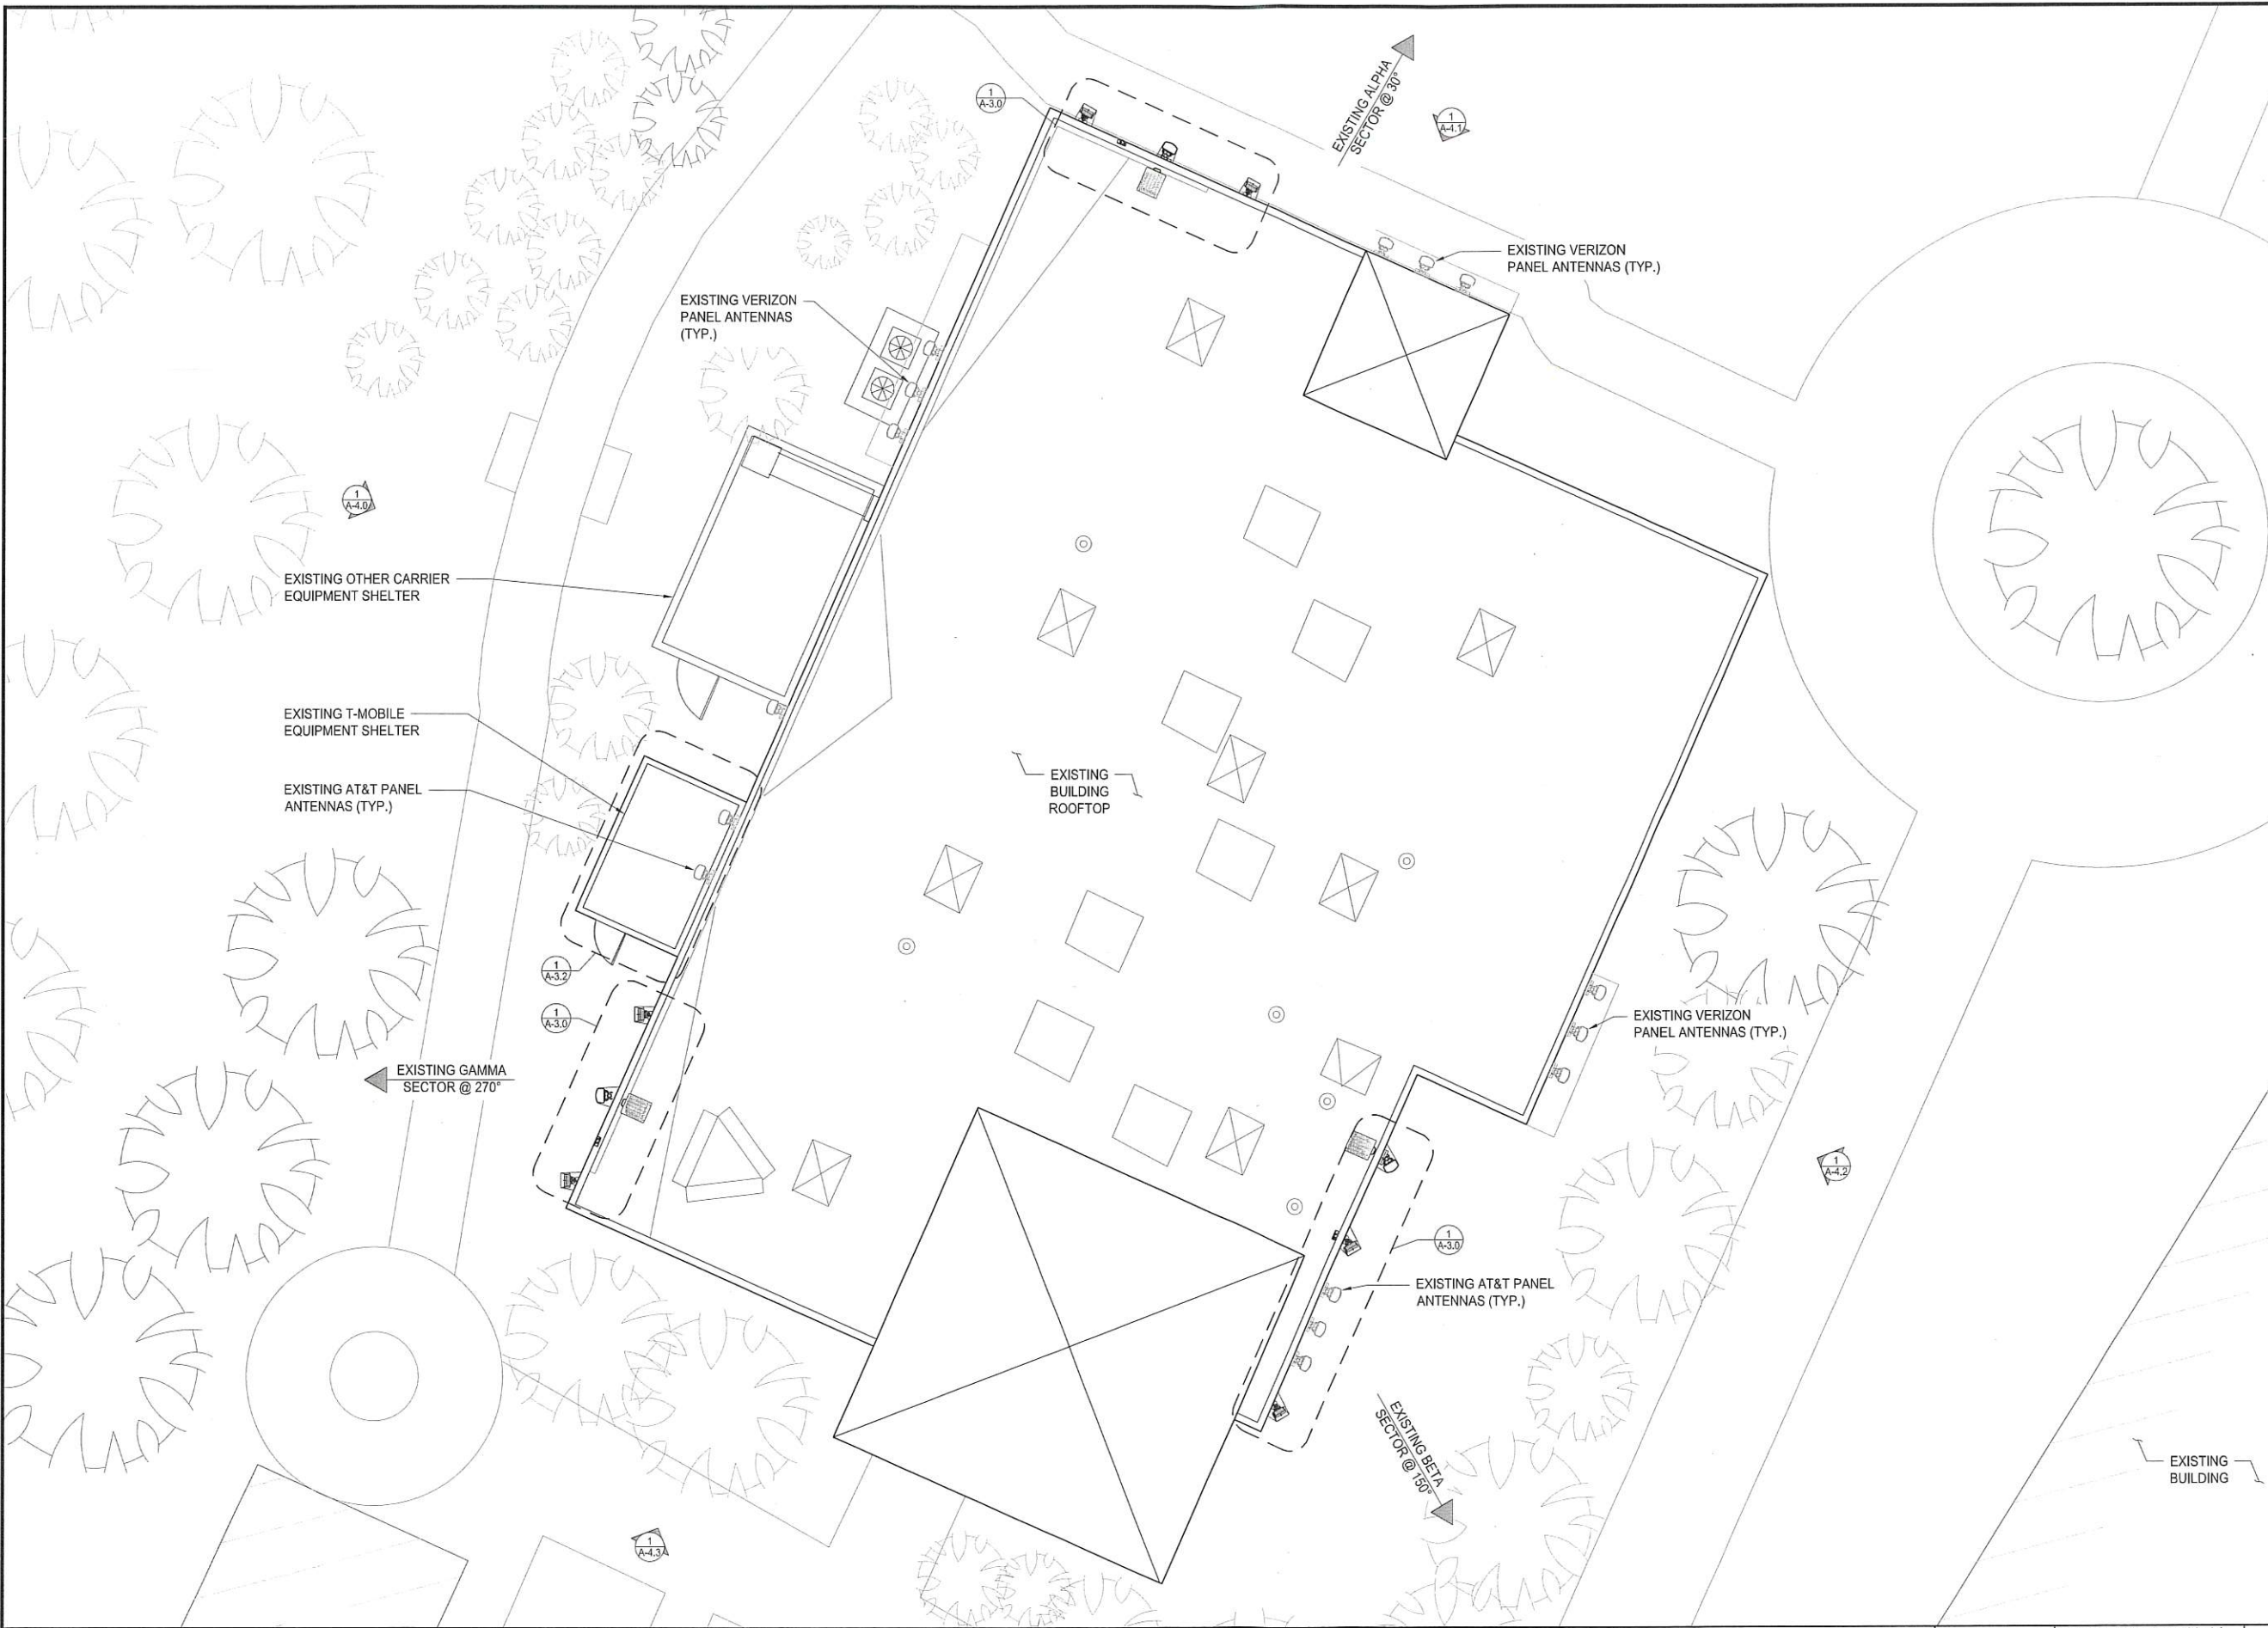 EXISTING ALPHA
SECTOR @ 30°
1
A-3.0
1
A-4.1
EXISTING VERIZON
PANEL ANTENNAS (TYP.)
EXISTING VERIZON
PANEL ANTENNAS
(TYP.)
1
A-4.0
EXISTING OTHER CARRIER
EQUIPMENT SHELTER
EXISTING T-MOBILE
EQUIPMENT SHELTER
EXISTING AT&T PANEL
ANTENNAS (TYP.)
EXISTING
BUILDING
ROOFTOP
1
A-3.2
1
A-3.0
EXISTING GAMMA
SECTOR @ 270°
EXISTING VERIZON
PANEL ANTENNAS (TYP.)
1
A-4.2
1
A-3.0
EXISTING AT&T PANEL
ANTENNAS (TYP.)
EXISTING BETA
SECTOR @ 150°
EXISTING
BUILDING
1
A-4.3